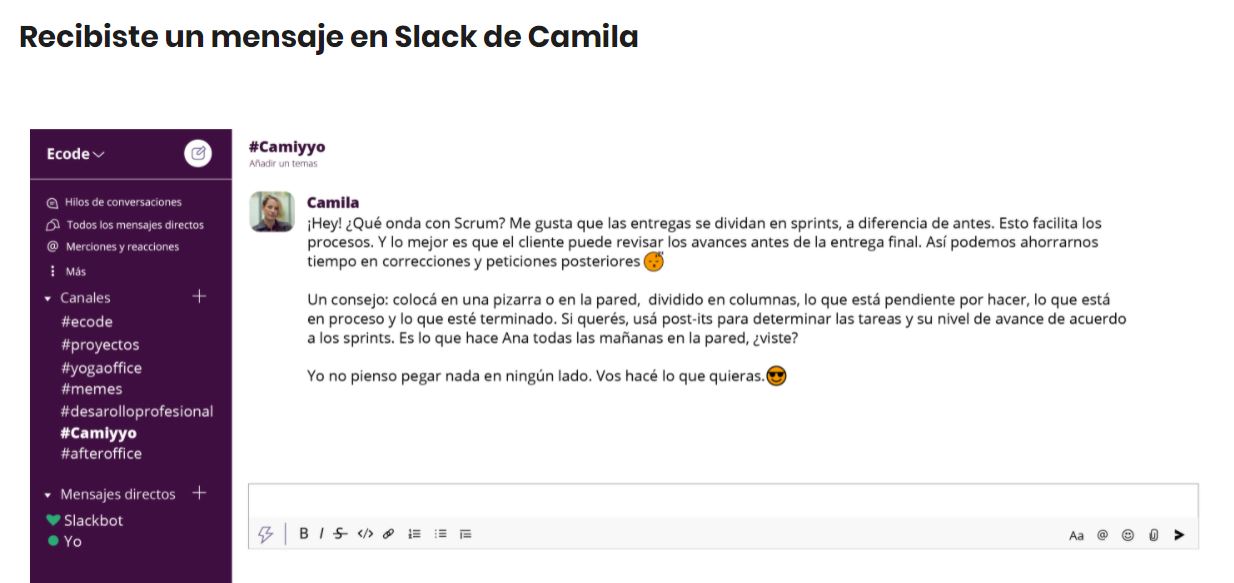 Recibiste un mensaje en Slack de Camila
Ecode
Hilos de conversaciones
Todos los mensajes directos
@ Merciones y reacciones
Más
Canales +
#ecode
#proyectos
#yogaoffice
#memes
#desarolloprofesional
#Camiyyo
#afteroffice
Mensajes directos +
Slackbot
Yo
#Camiyyo
Añadir un temas
Camila
¡Hey! ¿Qué onda con Scrum? Me gusta que las entregas se dividan en sprints, a diferencia de antes. Esto facilita los
procesos. Y lo mejor es que el cliente puede revisar los avances antes de la entrega final. Así podemos ahorrarnos
tiempo en correcciones y peticiones posteriores
Un consejo: colocá en una pizarra o en la pared, dividido en columnas, lo que está pendiente por hacer, lo que está
en proceso y lo que esté terminado. Si querés, usá post-its para determinar las tareas y su nivel de avance de acuerdo
a los sprints. Es lo que hace Ana todas las mañanas en la pared, ¿viste?
Yo no pienso pegar nada en ningún lado. Vos hacé lo que quieras.
B I S </> Aa @